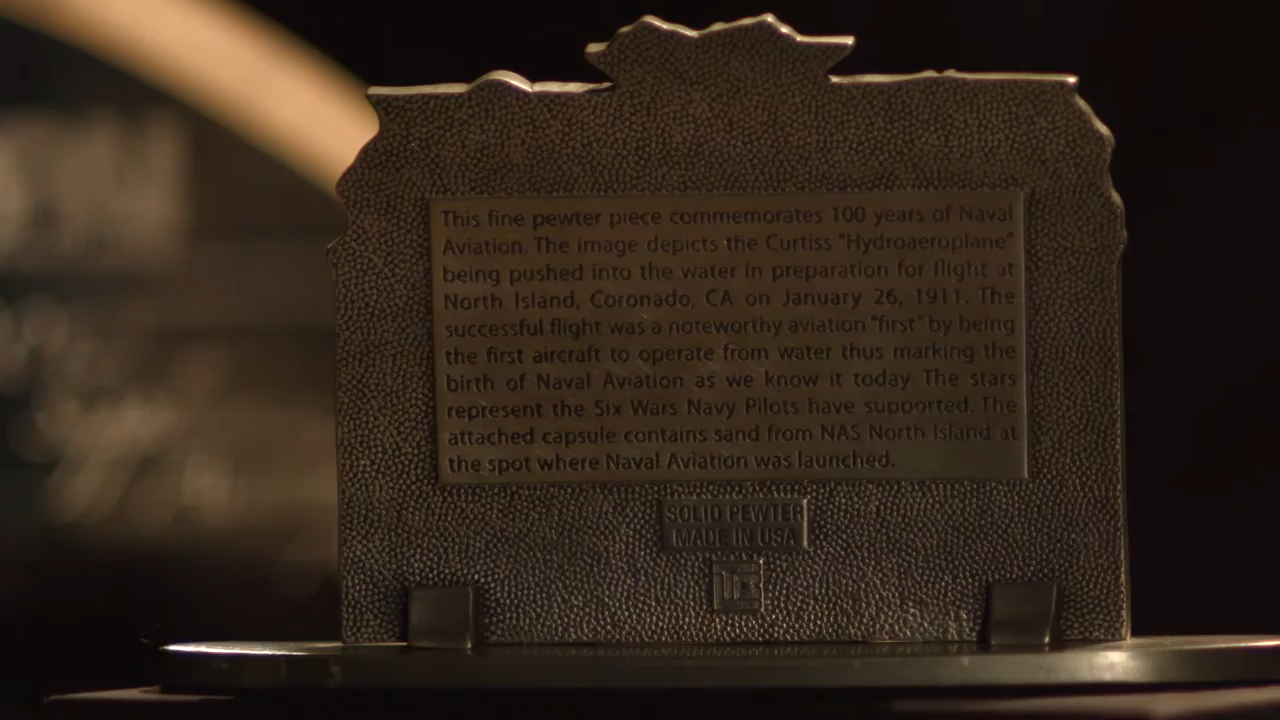 This fine pewter piece commemorates 100 years of Naval
Aviation. The image depicts the Curtiss "Hydroaeroplane"
being pushed into the water in preparation for flight at
North Island, Coronado, CA on January 26, 1911. The
successful flight was a noteworthy aviation "first" by being
the first aircraft to operate from water thus marking the
birth of Naval Aviation as we know it today. The stars
represent the Six Wars Navy Pilots have supported. The
attached capsule contains sand from NAS North Island at
the spot where Naval Aviation was launched.
SOLID PEWTER
MADE IN USA